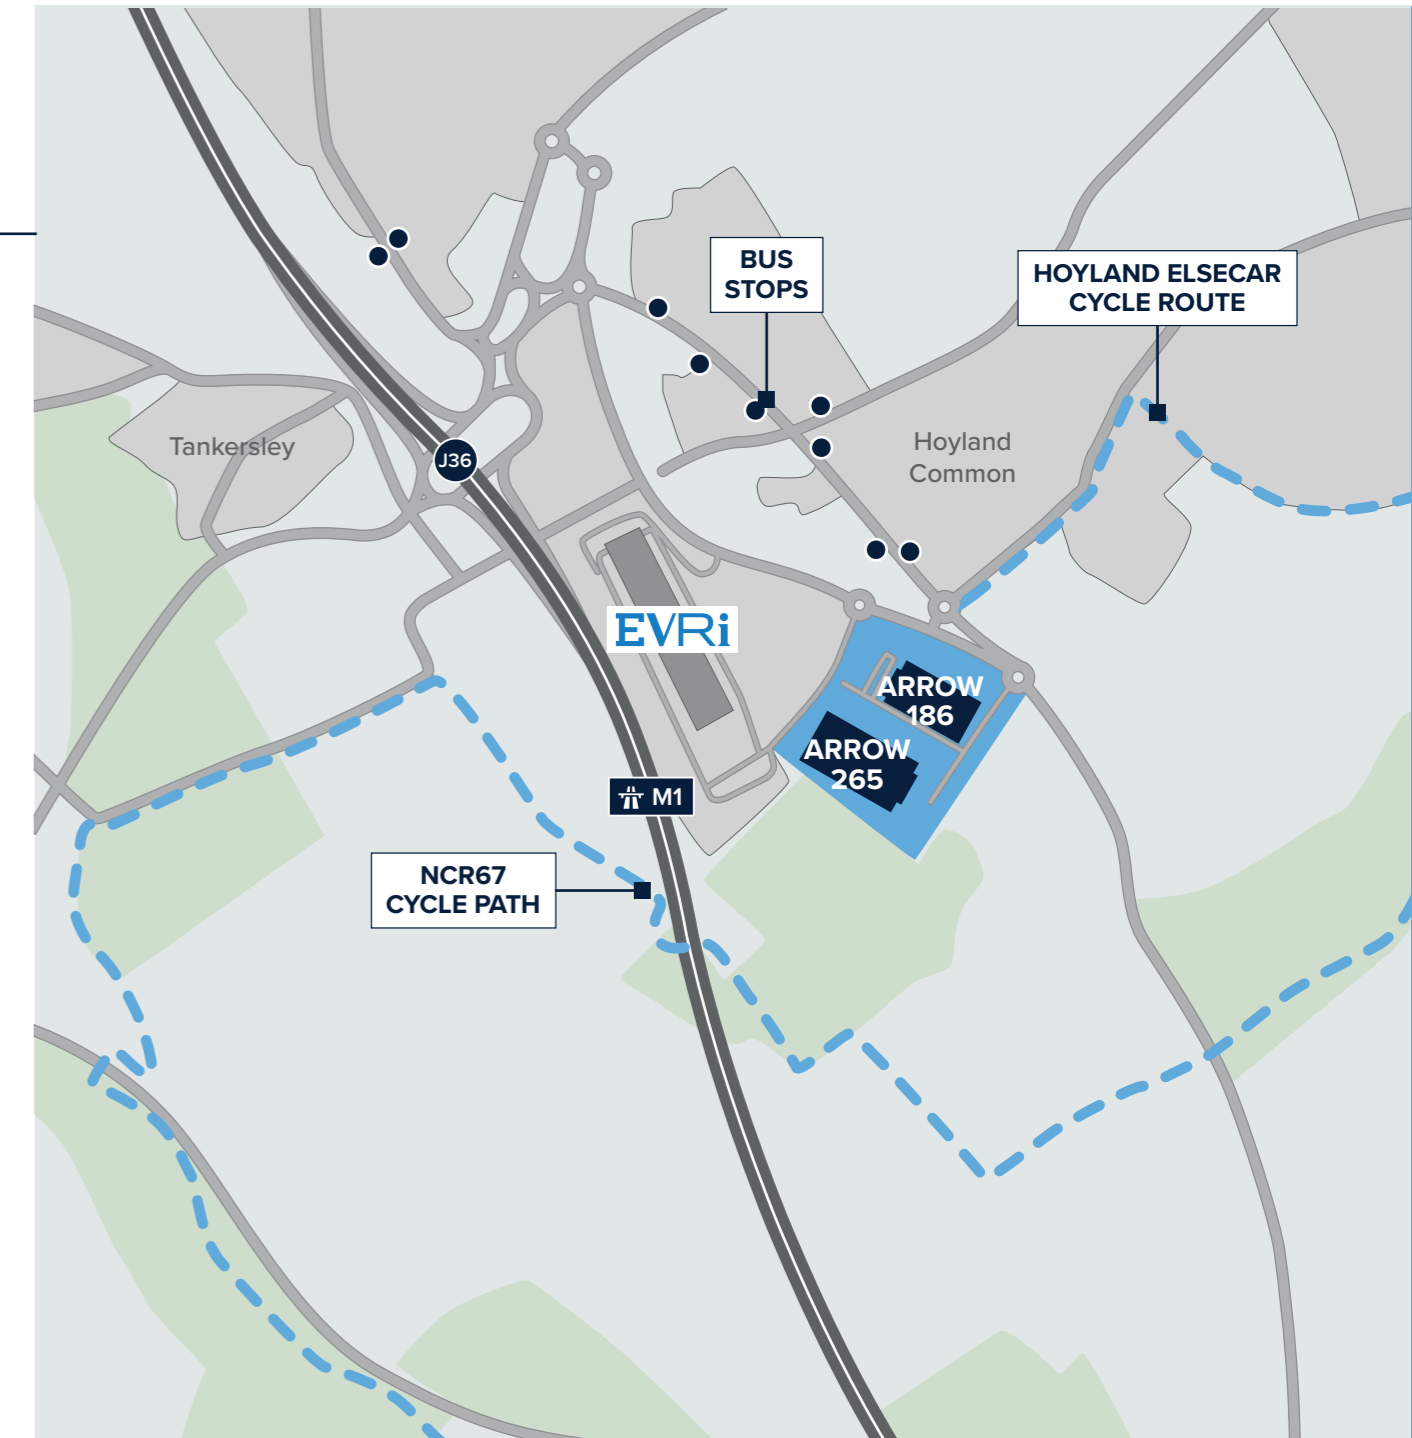 BUS
STOPS
HOYLAND ELSECAR
CYCLE ROUTE
Tankersley
Hoyland
Common
J36
EVRi
ARROW
186
ARROW
265
M1
NCR67
CYCLE PATH